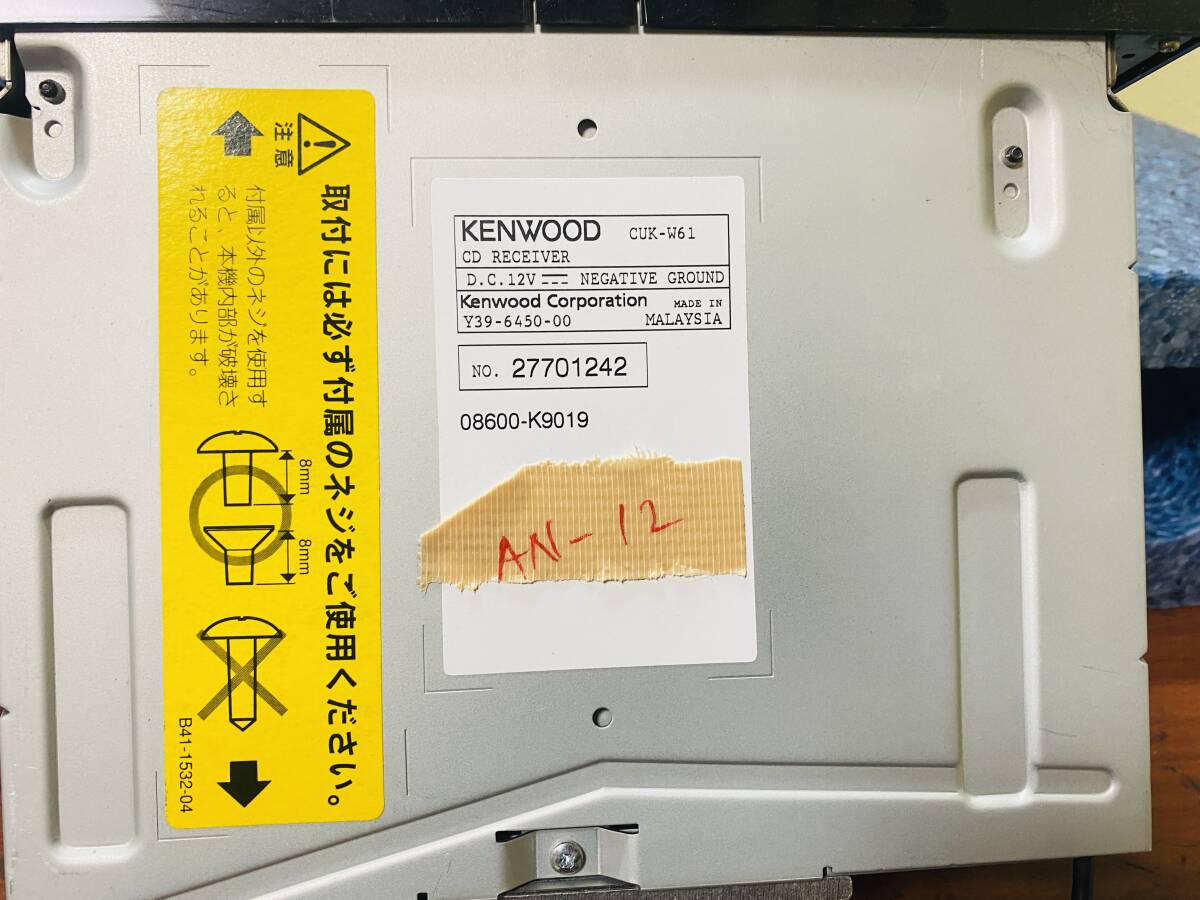 注意
取付には必ず付属のネジをご使用ください。
付属以外のネジを使用す
ると、本機内部が破壊さ
れることがあります。
8mm
8mm
B41-1532-04
KENWOOD CUK-W61
CD RECEIVER
D.C.12V NEGATIVE GROUND
Kenwood Corporation MADE IN
Y39-6450-00 MALAYSIA
NO. 27701242
08600-K9019
AN-12